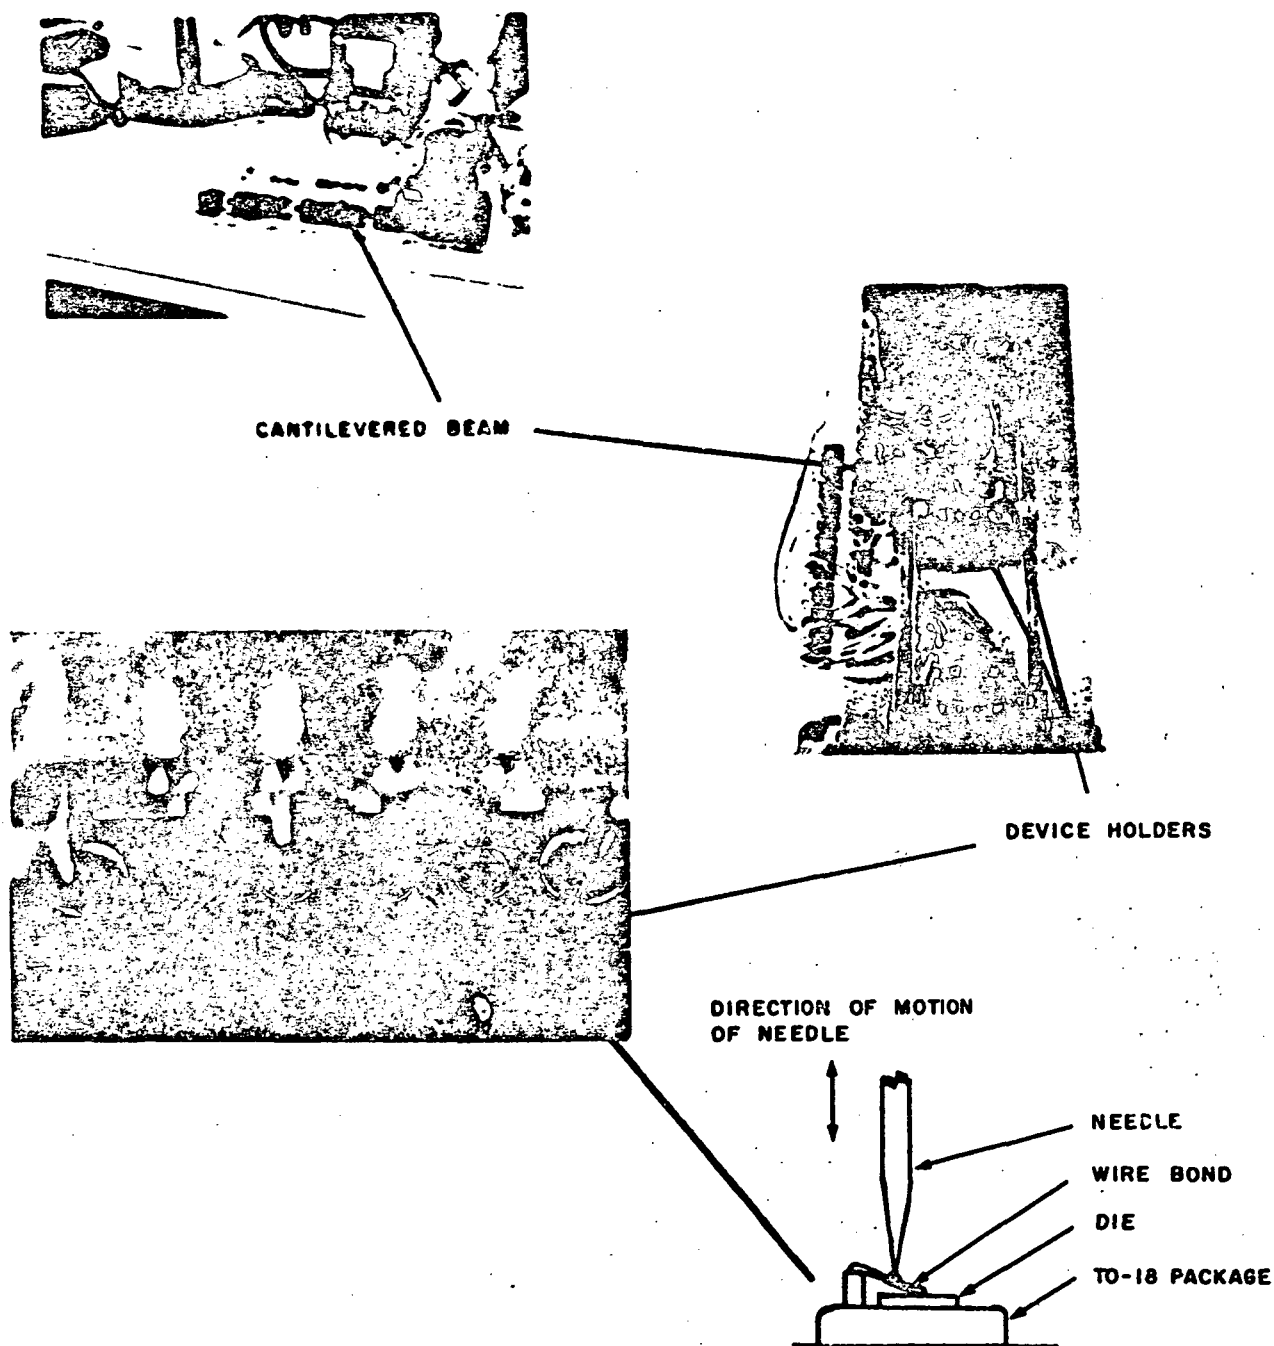 CANTILEVERED BEAM
DEVICE HOLDERS
DIRECTION OF MOTION
OF NEEDLE
NEEDLE
WIRE BOND
DIE
TO-18 PACKAGE